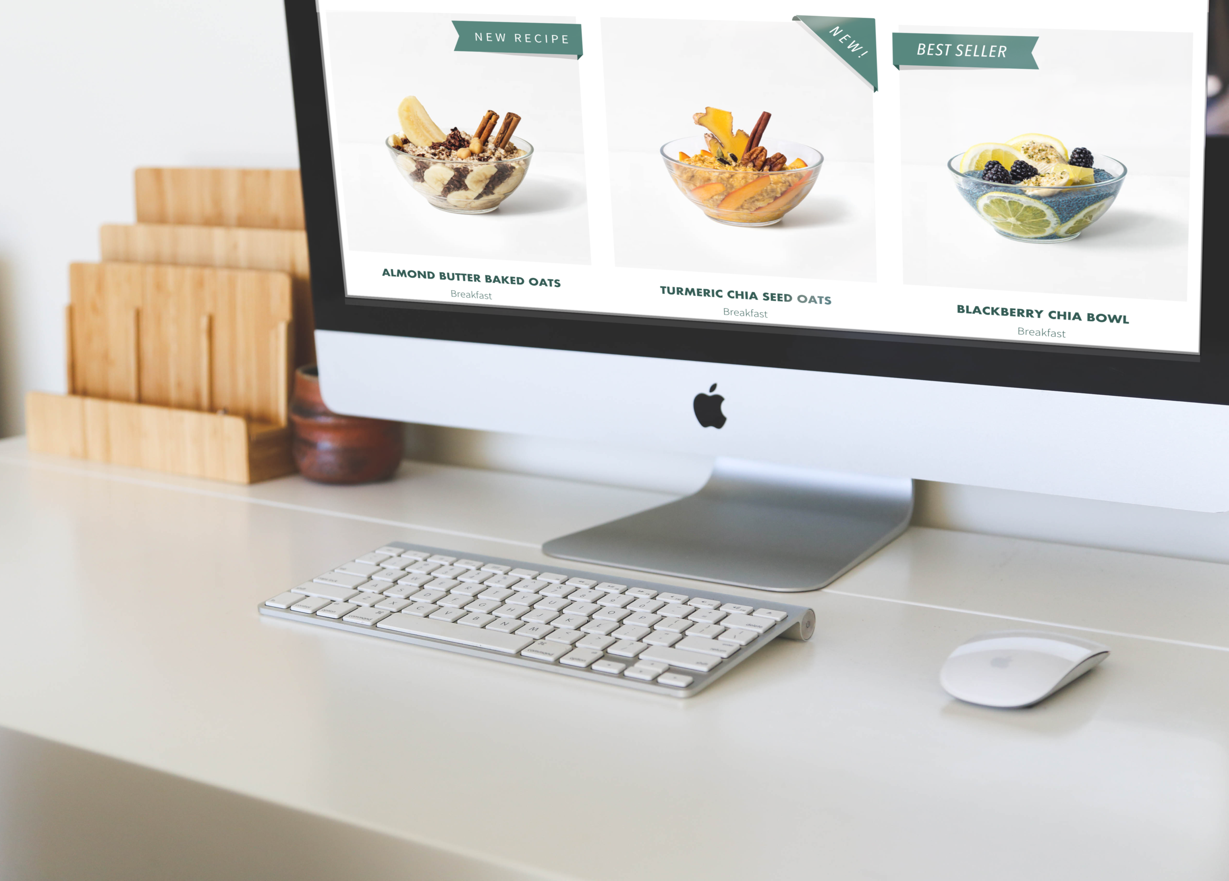 NEW RECIPE
NEW!
BEST SELLER
ALMOND BUTTER BAKED OATS
Breakfast
TURMERIC CHIA SEED OATS
Breakfast
BLACKBERRY CHIA BOWL
Breakfast